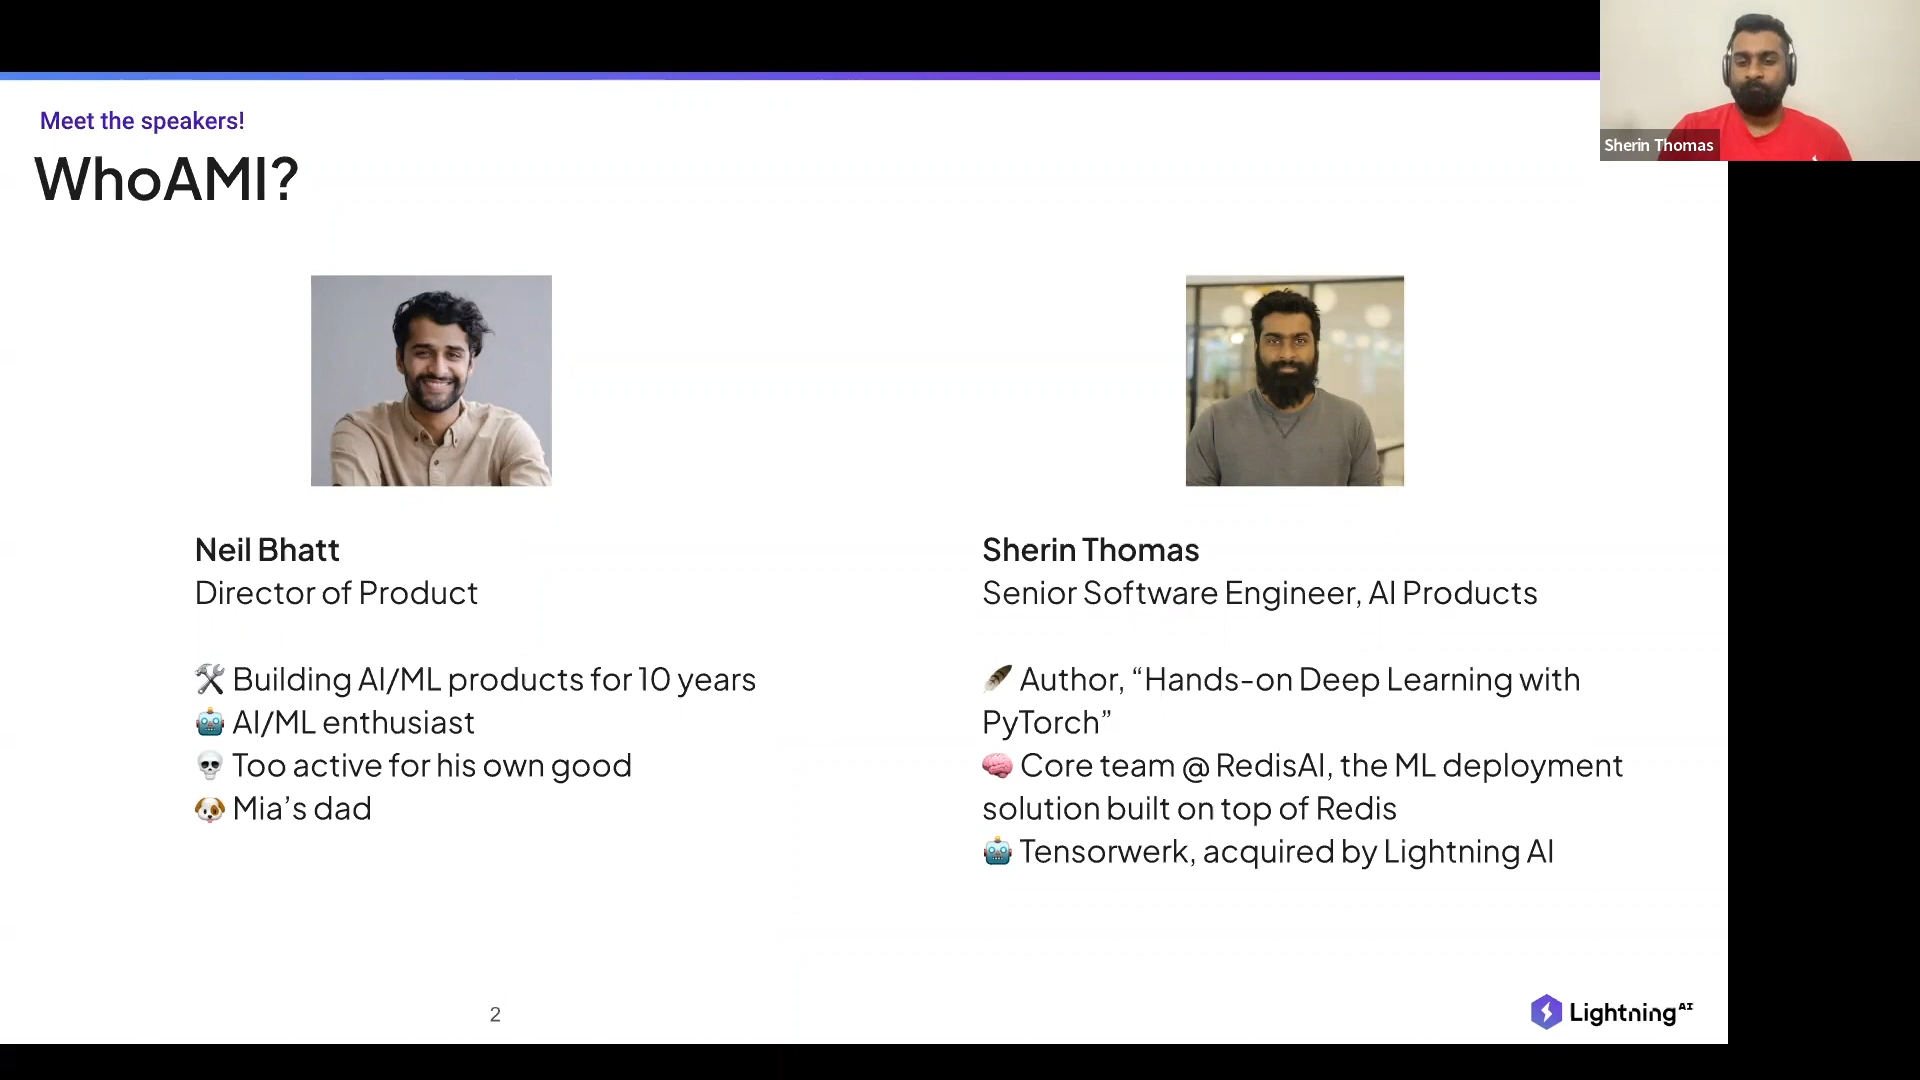 Sherin Thomas
Meet the speakers!
WhoAMI?
Neil Bhatt
Director of Product
🛠 Building AI/ML products for 10 years
🤖 AI/ML enthusiast
💀 Too active for his own good
🐶 Mia’s dad
Sherin Thomas
Senior Software Engineer, AI Products
🪶 Author, “Hands-on Deep Learning with
PyTorch”
🧠 Core team @ RedisAI, the ML deployment
solution built on top of Redis
🤖 Tensorwerk, acquired by Lightning AI
2
Lightning AI